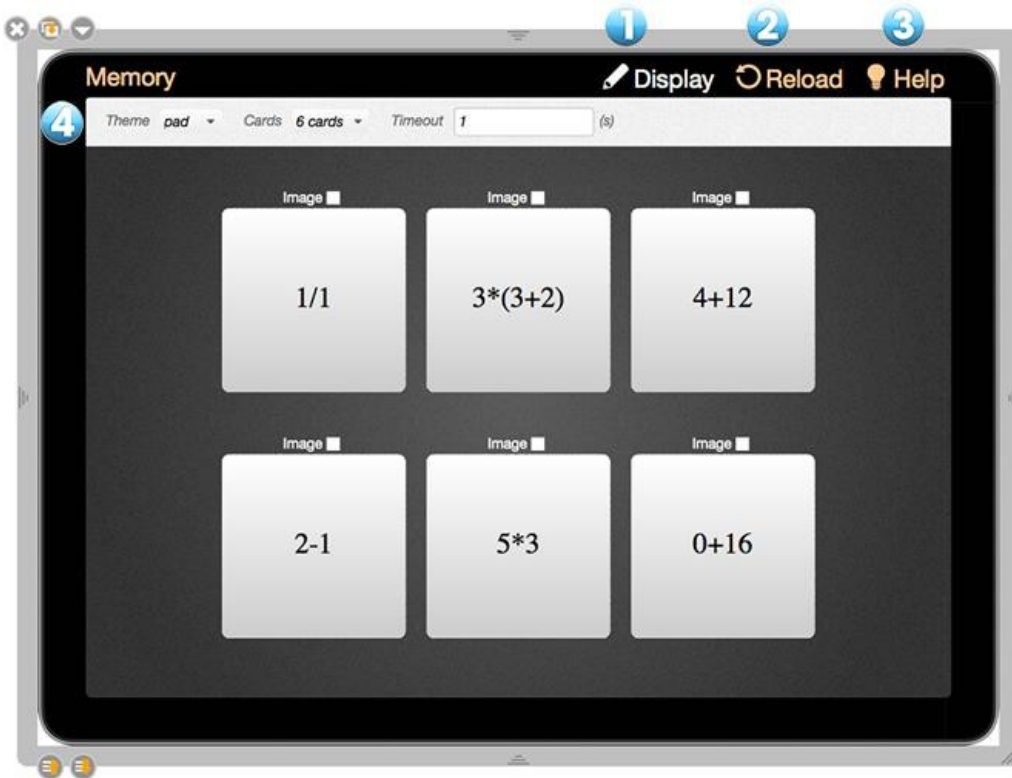 1 2 3
Memory Display Reload Help
4 Theme pad Cards 6 cards Timeout 1 (s)
Image Image Image
1/1 3*(3+2) 4+12
Image Image Image
2-1 5*3 0+16